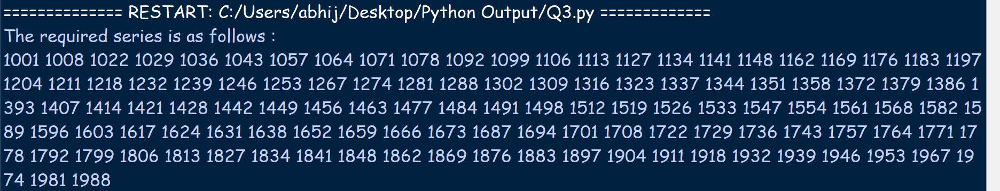 ============== RESTART: C:/Users/abhij/Desktop/Python Output/Q3.py =============
The required series is as follows :
1001 1008 1022 1029 1036 1043 1057 1064 1071 1078 1092 1099 1106 1113 1127 1134 1141 1148 1162 1169 1176 1183 1197
1204 1211 1218 1232 1239 1246 1253 1267 1274 1281 1288 1302 1309 1316 1323 1337 1344 1351 1358 1372 1379 1386 1
393 1407 1414 1421 1428 1442 1449 1456 1463 1477 1484 1491 1498 1512 1519 1526 1533 1547 1554 1561 1568 1582 15
89 1596 1603 1617 1624 1631 1638 1652 1659 1666 1673 1687 1694 1701 1708 1722 1729 1736 1743 1757 1764 1771 17
78 1792 1799 1806 1813 1827 1834 1841 1848 1862 1869 1876 1883 1897 1904 1911 1918 1932 1939 1946 1953 1967 19
74 1981 1988